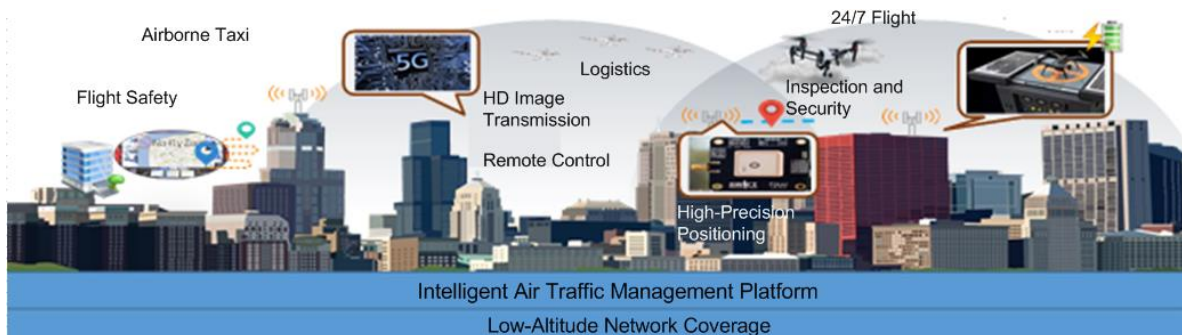 24/7 Flight
Airborne Taxi
5G
Logistics
Flight Safety
HD Image
Transmission
Inspection and
Security
Remote Control
High-Precision
Positioning
Intelligent Air Traffic Management Platform
Low-Altitude Network Coverage